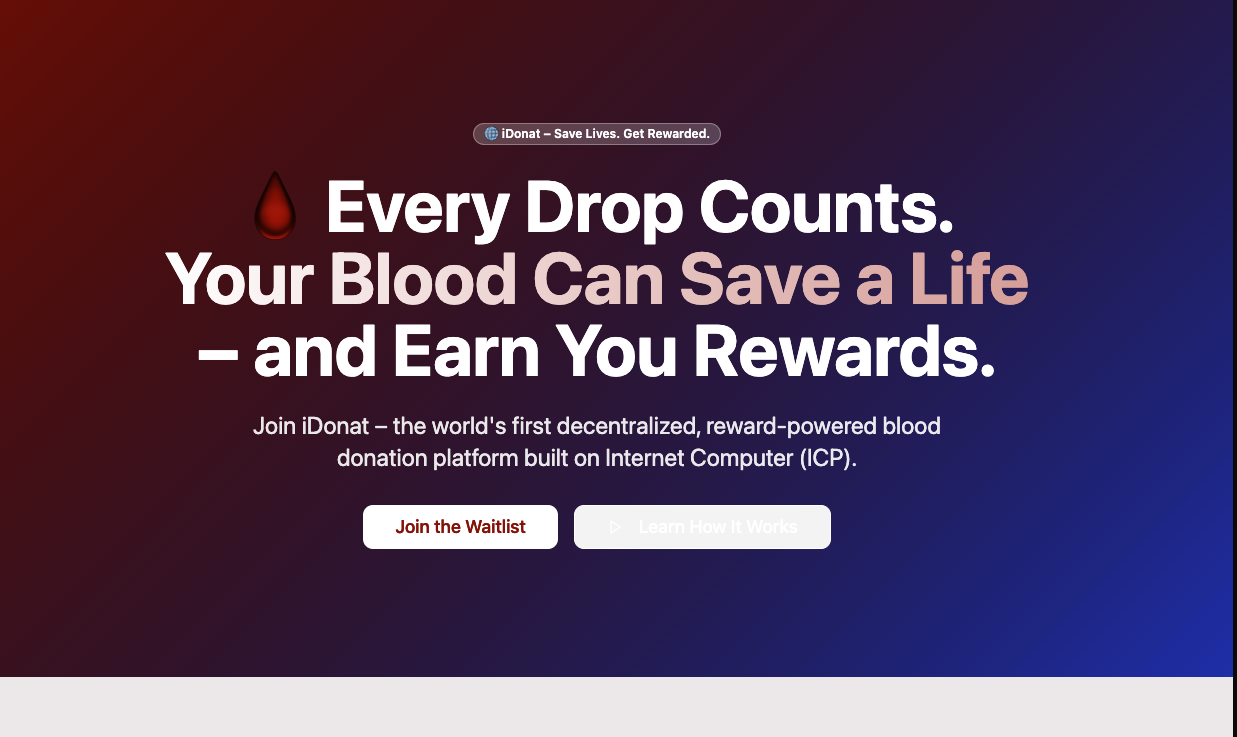 iDonat – Save Lives. Get Rewarded.
Every Drop Counts.
Your Blood Can Save a Life
– and Earn You Rewards.
Join iDonat – the world's first decentralized, reward-powered blood
donation platform built on Internet Computer (ICP).
Join the Waitlist
Learn How It Works